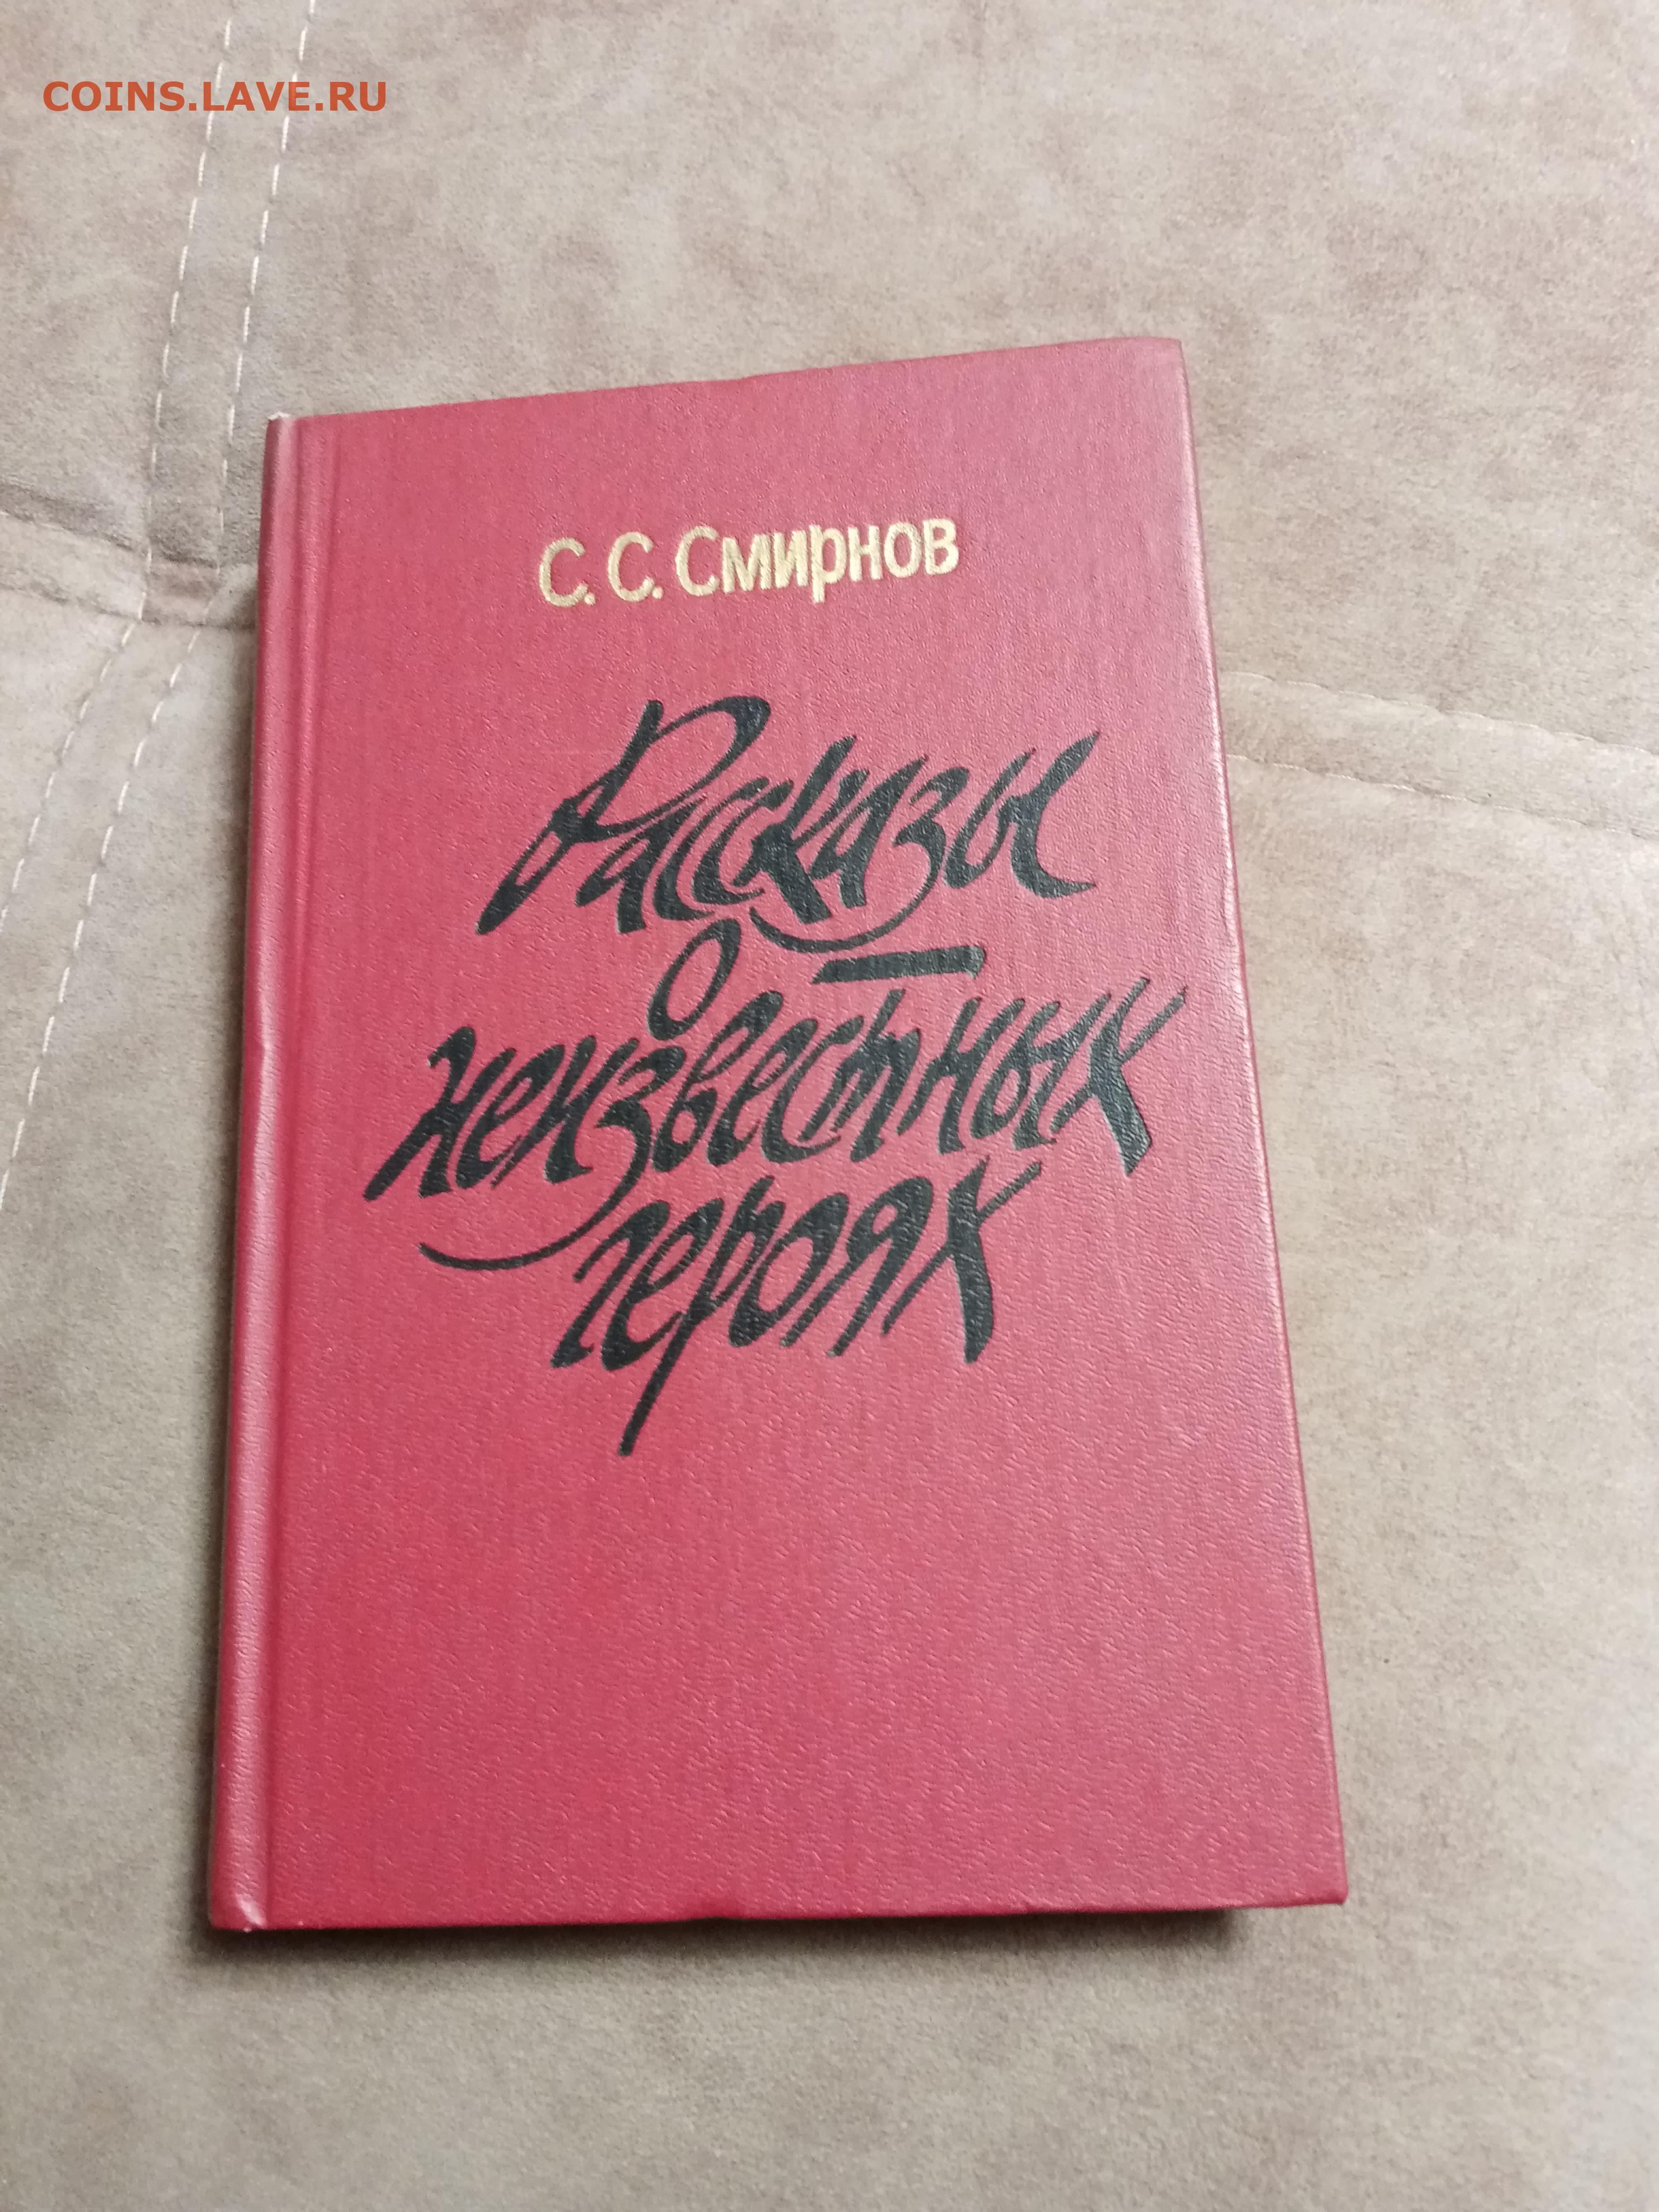 COINS.LAVE.RU
С. С. Смирнов
Рассказы
о
неизвестных
героях